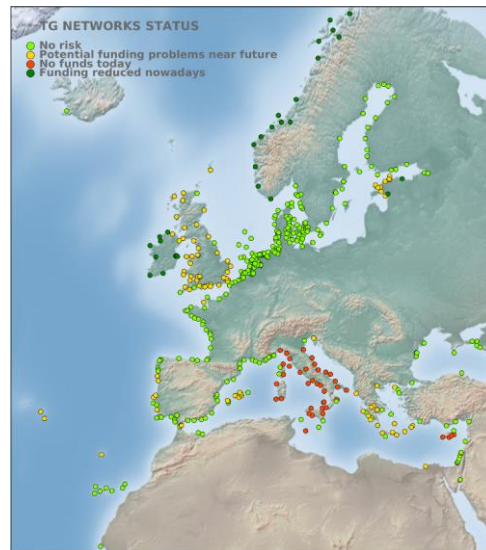 TG NETWORKS STATUS
No risk
Potential funding problems near future
No funds today
Funding reduced nowadays